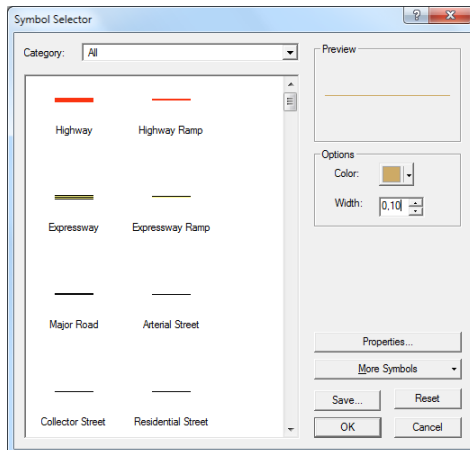 Symbol Selector
Category: All
Highway Highway Ramp
Expressway Expressway Ramp
Major Road Arterial Street
Collector Street Residential Street
Preview
Options
Color:
Width: 0,10
Properties...
More Symbols
Save... Reset
OK Cancel